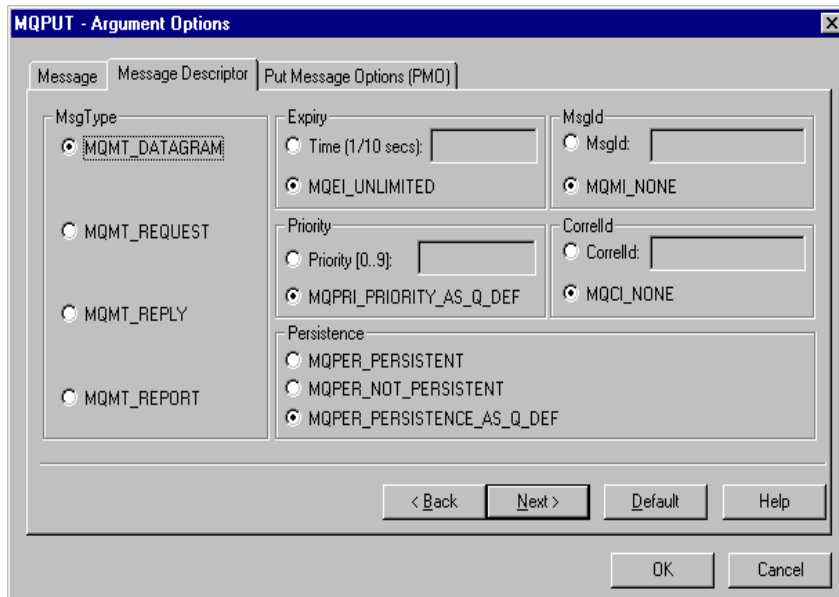 MQPUT - Argument Options
Message
Message Descriptor
Put Message Options (PMO)
MsgType
MQMT_DATAGRAM
MQMT_REQUEST
MQMT_REPLY
MQMT_REPORT
Expiry
Time (1/10 secs):
MQEI_UNLIMITED
MsgId
MsgId:
MQMI_NONE
Priority
Priority [0..9]:
MQPRI_PRIORITY_AS_Q_DEF
CorrelId
CorrelId:
MQCI_NONE
Persistence
MQPER_PERSISTENT
MQPER_NOT_PERSISTENT
MQPER_PERSISTENCE_AS_Q_DEF
< Back
Next >
Default
Help
OK
Cancel